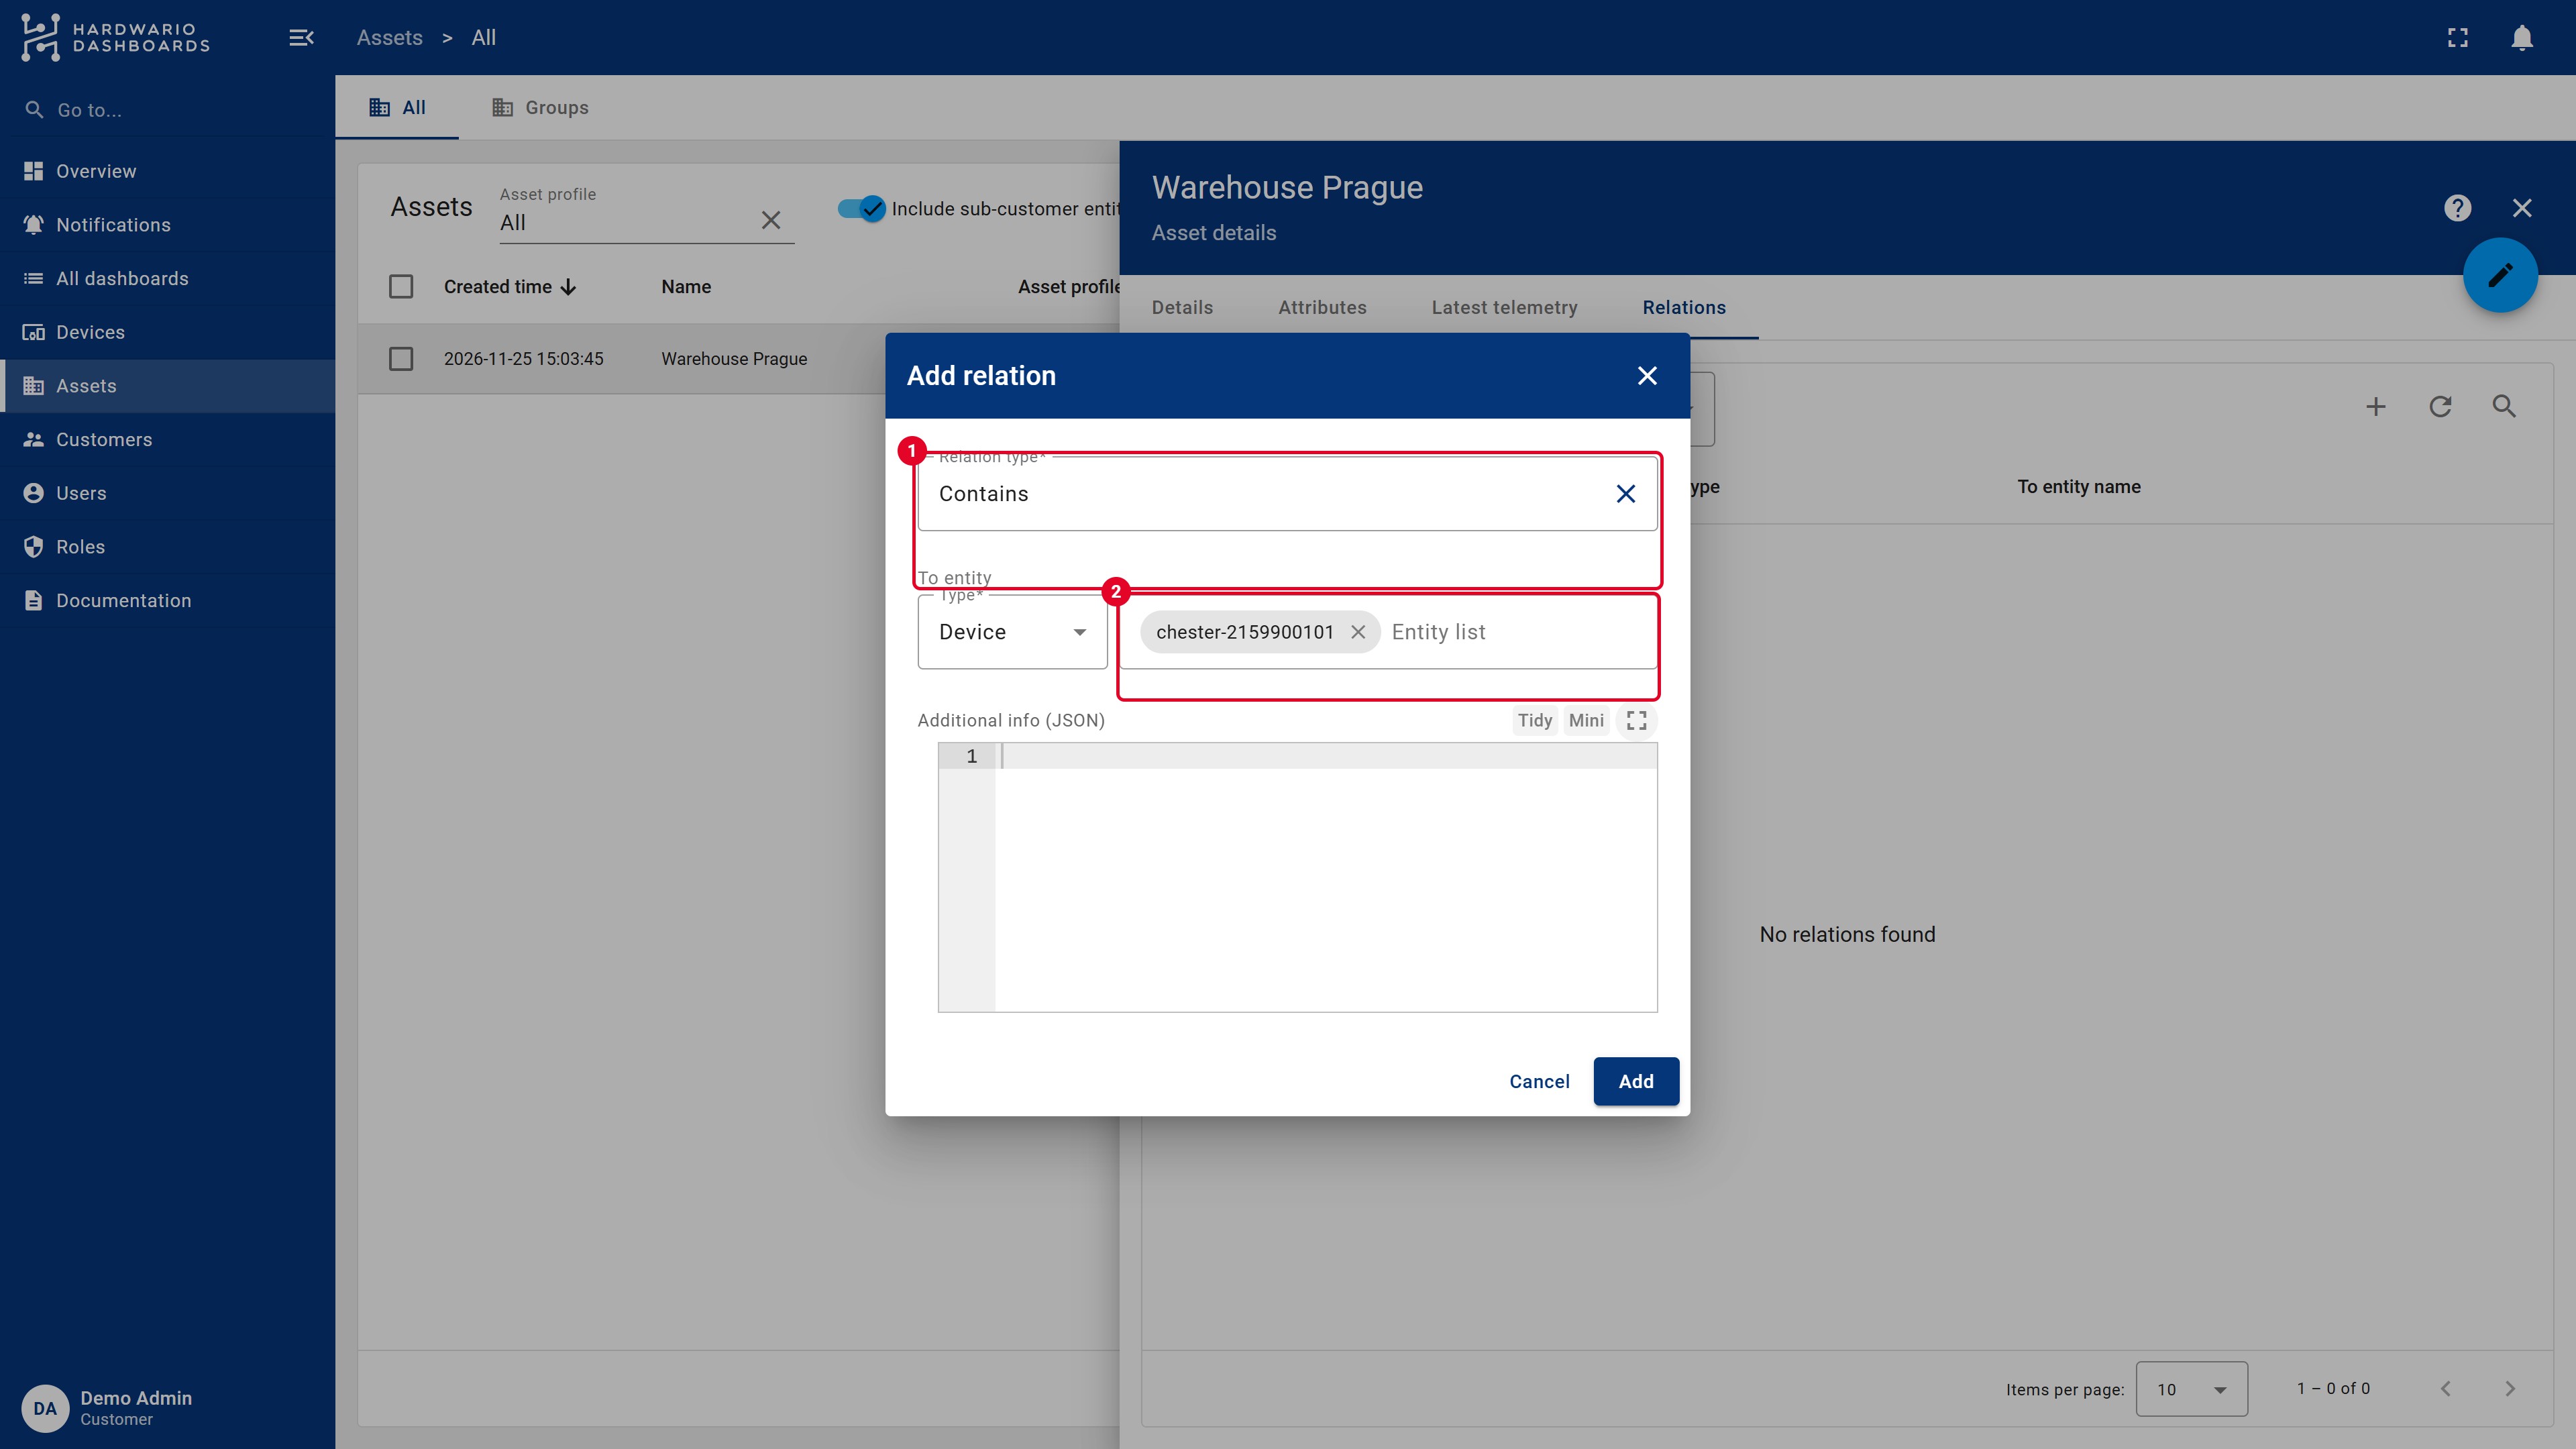 HARDWARIO
DASHBOARDS
Assets > All
Go to...
Overview
Notifications
All dashboards
Devices
Assets
Customers
Users
Roles
Documentation
DA
Demo Admin
Customer
All
Groups
Assets
Asset profile
All
Include sub-customer entit
Created time
Name
Asset profile
2026-11-25 15:03:45
Warehouse Prague
Warehouse Prague
Asset details
Details
Attributes
Latest telemetry
Relations
ype
To entity name
No relations found
Items per page:
10
1 – 0 of 0
Add relation
1
Relation type*
Contains
To entity
2
Type*
Device
chester-2159900101
Entity list
Additional info (JSON)
Tidy
Mini
1
Cancel
Add